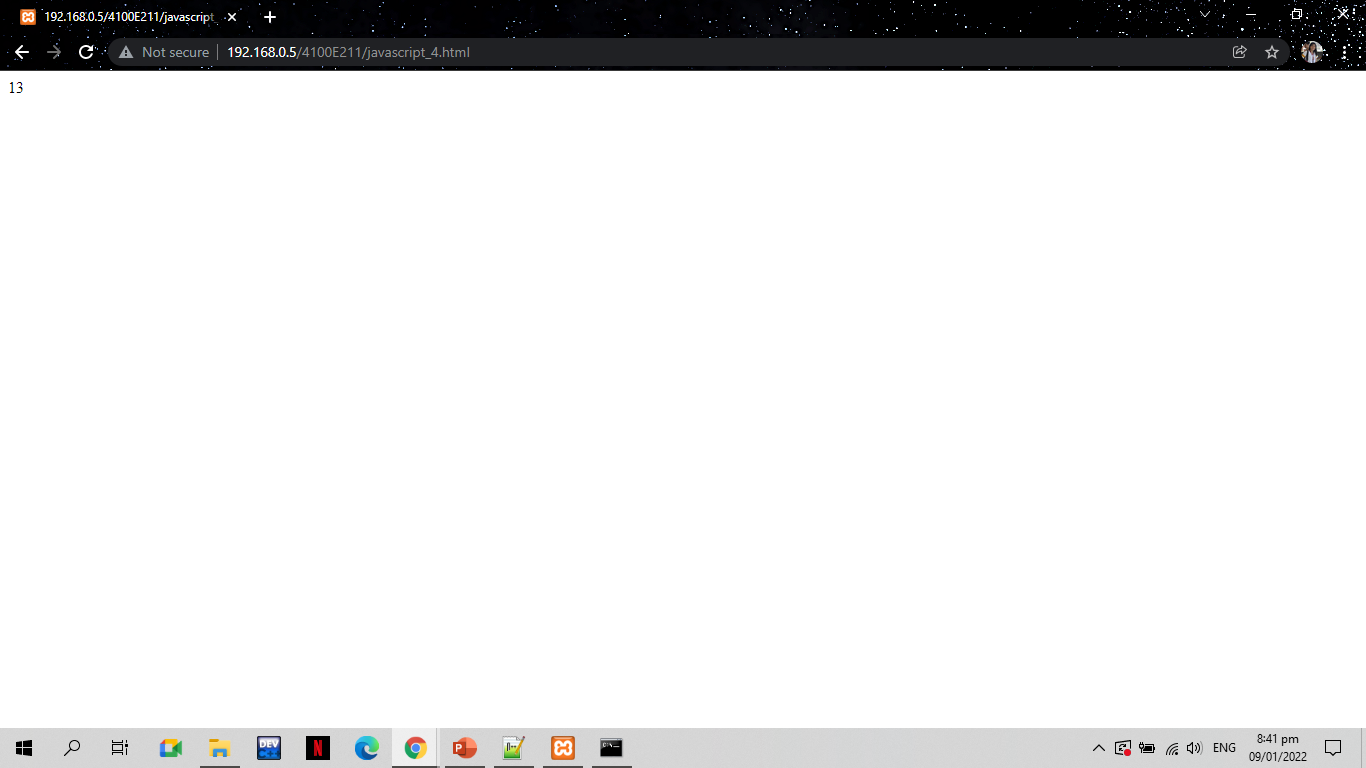 192.168.0.5/4100E211/javascript
Not secure 192.168.0.5/4100E211/javascript_4.html
13
DEV
N
P
ENG
8:41 pm
09/01/2022